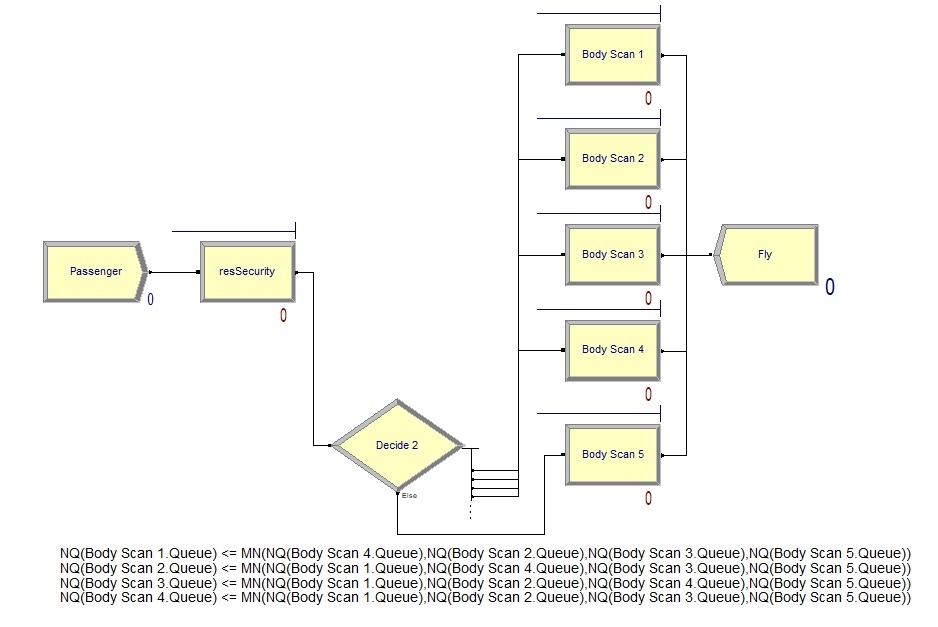 Body Scan 1
0
Body Scan 2
0
Body Scan 3
0
Fly
0
Passenger
0
resSecurity
0
Body Scan 4
0
Decide 2
Else
Body Scan 5
0
NQ(Body Scan 1.Queue) <= MN(NQ(Body Scan 4.Queue),NQ(Body Scan 2.Queue),NQ(Body Scan 3.Queue),NQ(Body Scan 5.Queue))
NQ(Body Scan 2.Queue) <= MN(NQ(Body Scan 1.Queue),NQ(Body Scan 4.Queue),NQ(Body Scan 3.Queue),NQ(Body Scan 5.Queue))
NQ(Body Scan 3.Queue) <= MN(NQ(Body Scan 1.Queue),NQ(Body Scan 2.Queue),NQ(Body Scan 4.Queue),NQ(Body Scan 5.Queue))
NQ(Body Scan 4.Queue) <= MN(NQ(Body Scan 1.Queue),NQ(Body Scan 2.Queue),NQ(Body Scan 3.Queue),NQ(Body Scan 5.Queue))